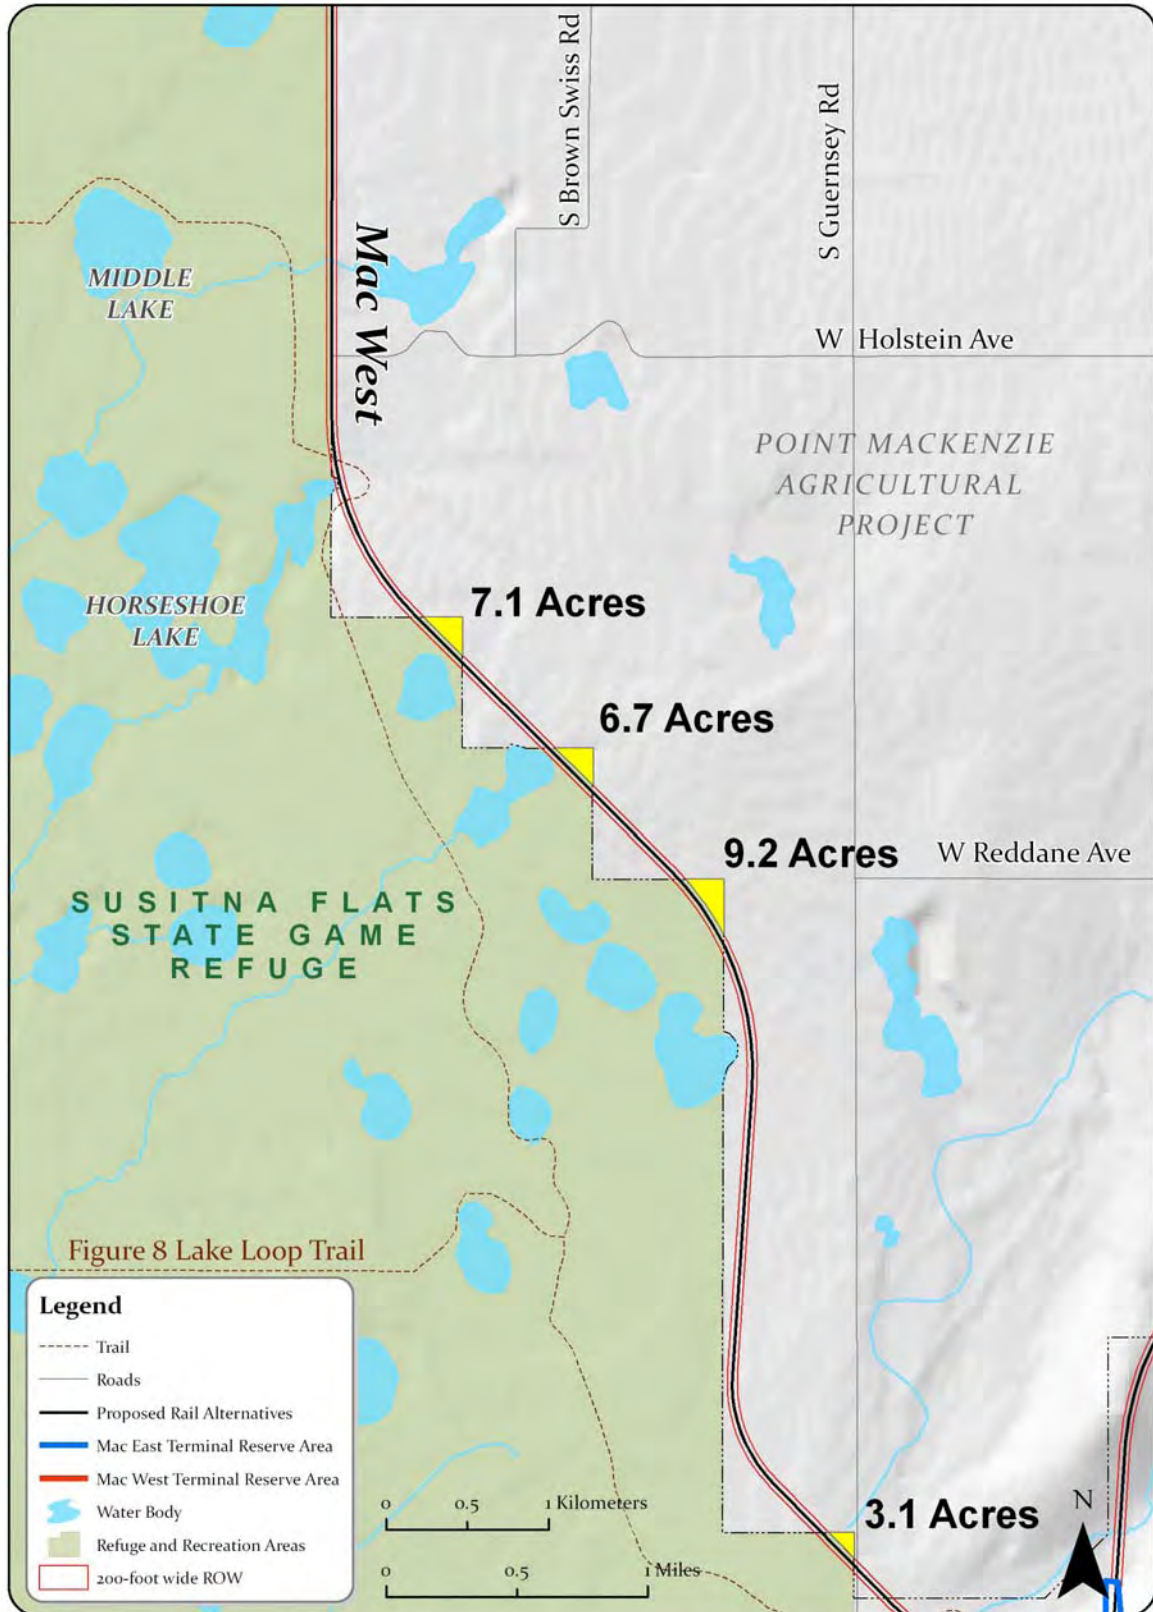 S Brown Swiss Rd
S Guernsey Rd
Mac West
MIDDLE
LAKE
W Holstein Ave
POINT MACKENZIE
AGRICULTURAL
PROJECT
7.1 Acres
HORSESHOE
LAKE
6.7 Acres
9.2 Acres
W Reddane Ave
SUSITNA FLATS
STATE GAME
REFUGE
Figure 8 Lake Loop Trail
Legend
Trail
Roads
Proposed Rail Alternatives
Mac East Terminal Reserve Area
Mac West Terminal Reserve Area
Water Body
Refuge and Recreation Areas
200-foot wide ROW
0 0.5 1 Kilometers
0 0.5 1 Miles
3.1 Acres
N